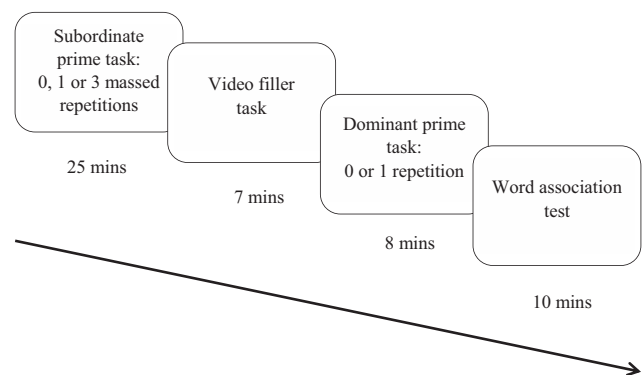 Subordinate
prime task:
0, 1 or 3 massed
repetitions
25 mins
Video filler
task
7 mins
Dominant prime
task:
0 or 1 repetition
8 mins
Word association
test
10 mins